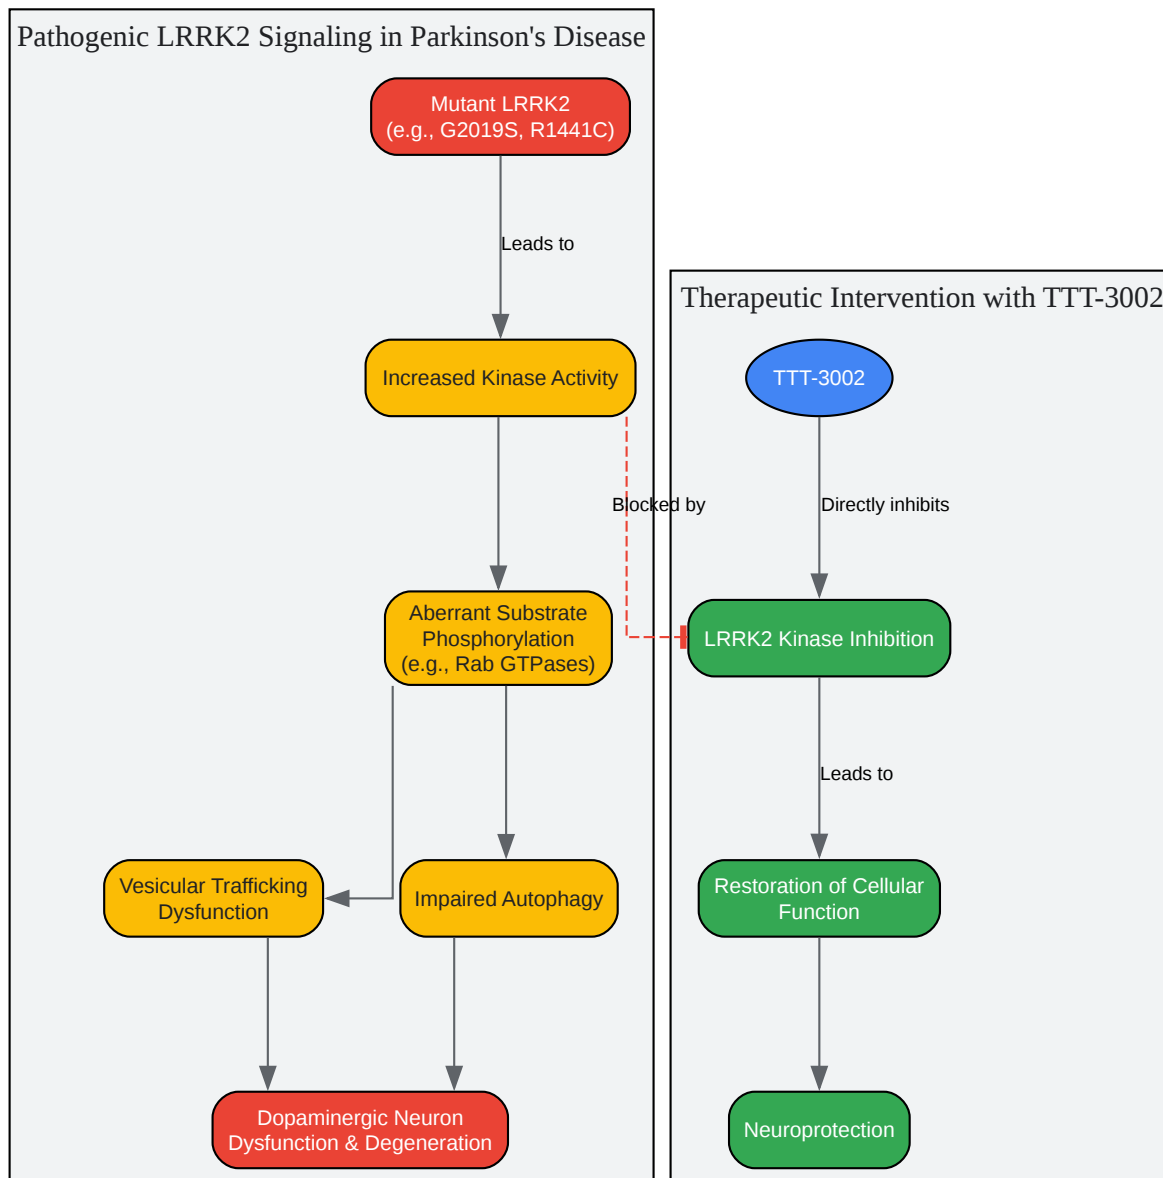 Pathogenic LRRK2 Signaling in Parkinson's Disease
Mutant LRRK2
(e.g., G2019S, R1441C)
Leads to
Increased Kinase Activity
Blocked by
Aberrant Substrate
Phosphorylation
(e.g., Rab GTPases)
Vesicular Trafficking
Dysfunction
Impaired Autophagy
Dopaminergic Neuron
Dysfunction & Degeneration
Therapeutic Intervention with TTT-3002
TTT-3002
Directly inhibits
LRRK2 Kinase Inhibition
Leads to
Restoration of Cellular
Function
Neuroprotection